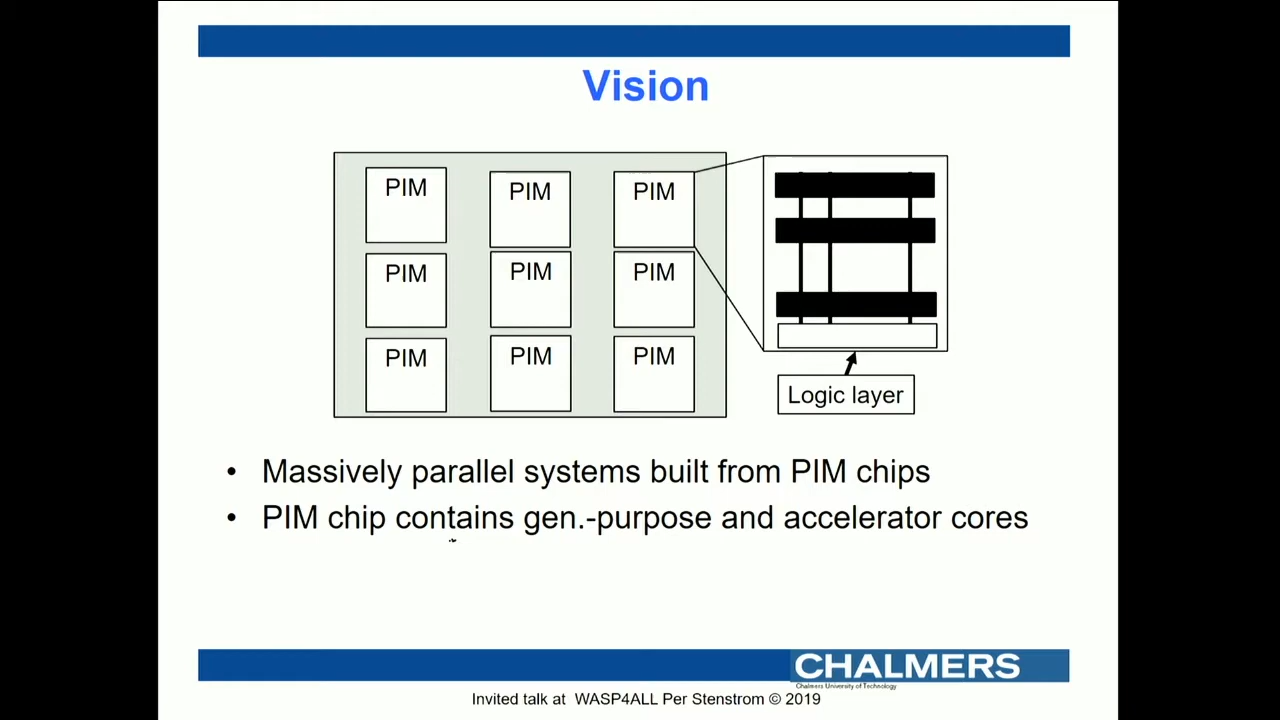 Vision
PIM PIM PIM
PIM PIM PIM
PIM PIM PIM
Logic layer
• Massively parallel systems built from PIM chips
• PIM chip contains gen.-purpose and accelerator cores
CHALMERS
Chalmers University of Technology
Invited talk at WASP4ALL Per Stenstrom © 2019